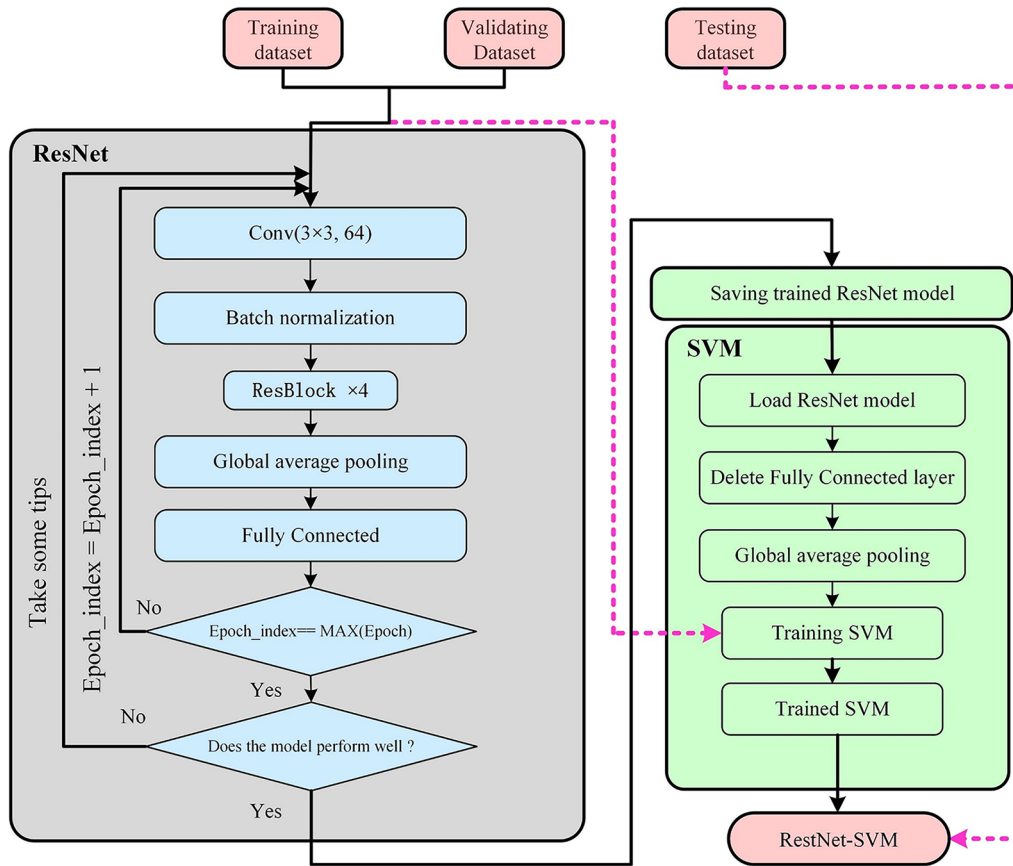 Training
dataset
Validating
Dataset
Testing
dataset
ResNet
Conv(3×3, 64)
Batch normalization
ResBlock ×4
Global average pooling
Fully Connected
Epoch_index== MAX(Epoch)
No
Yes
Does the model perform well ?
No
Yes
Take some tips
Epoch_index = Epoch_index + 1
Saving trained ResNet model
SVM
Load ResNet model
Delete Fully Connected layer
Global average pooling
Training SVM
Trained SVM
RestNet-SVM